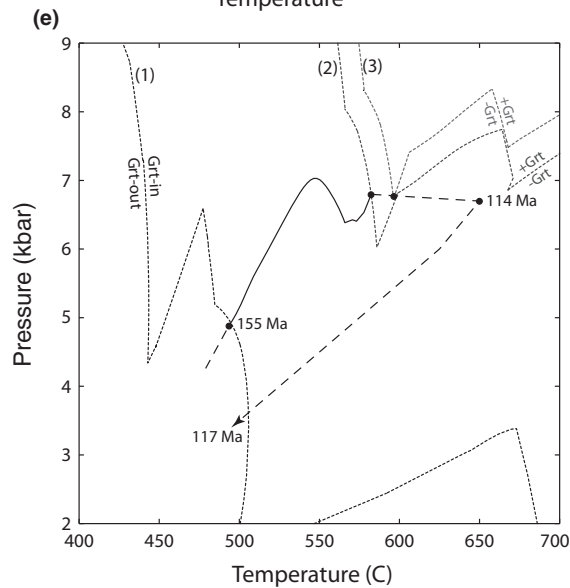 Temperature
(e)
9
8
7
6
5
4
3
2
Pressure (kbar)
(1)
(2)
(3)
Grt-out
Grt-in
-Grt
+Grt
+Grt
-Grt
114 Ma
155 Ma
117 Ma
400
450
500
550
600
650
700
Temperature (C)